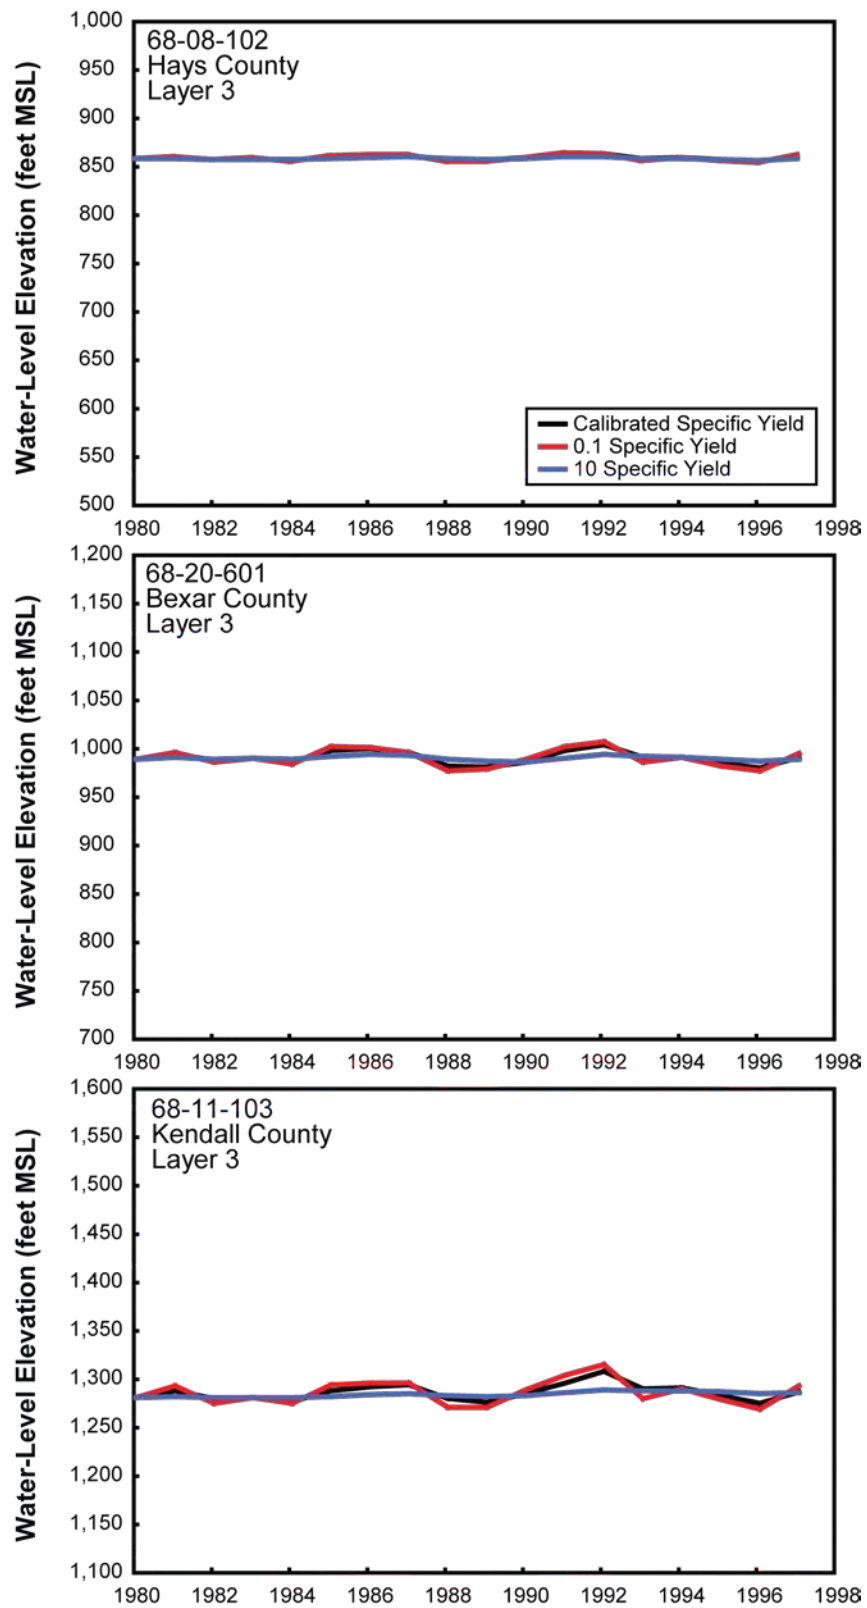 Water-Level Elevation (feet MSL)
1,000
950
900
850
800
750
700
650
600
550
500
68-08-102
Hays County
Layer 3
Calibrated Specific Yield
0.1 Specific Yield
10 Specific Yield
1980 1982 1984 1986 1988 1990 1992 1994 1996 1998
Water-Level Elevation (feet MSL)
1,200
1,150
1,100
1,050
1,000
950
900
850
800
750
700
68-20-601
Bexar County
Layer 3
1980 1982 1984 1986 1988 1990 1992 1994 1996 1998
Water-Level Elevation (feet MSL)
1,600
1,550
1,500
1,450
1,400
1,350
1,300
1,250
1,200
1,150
1,100
68-11-103
Kendall County
Layer 3
1980 1982 1984 1986 1988 1990 1992 1994 1996 1998